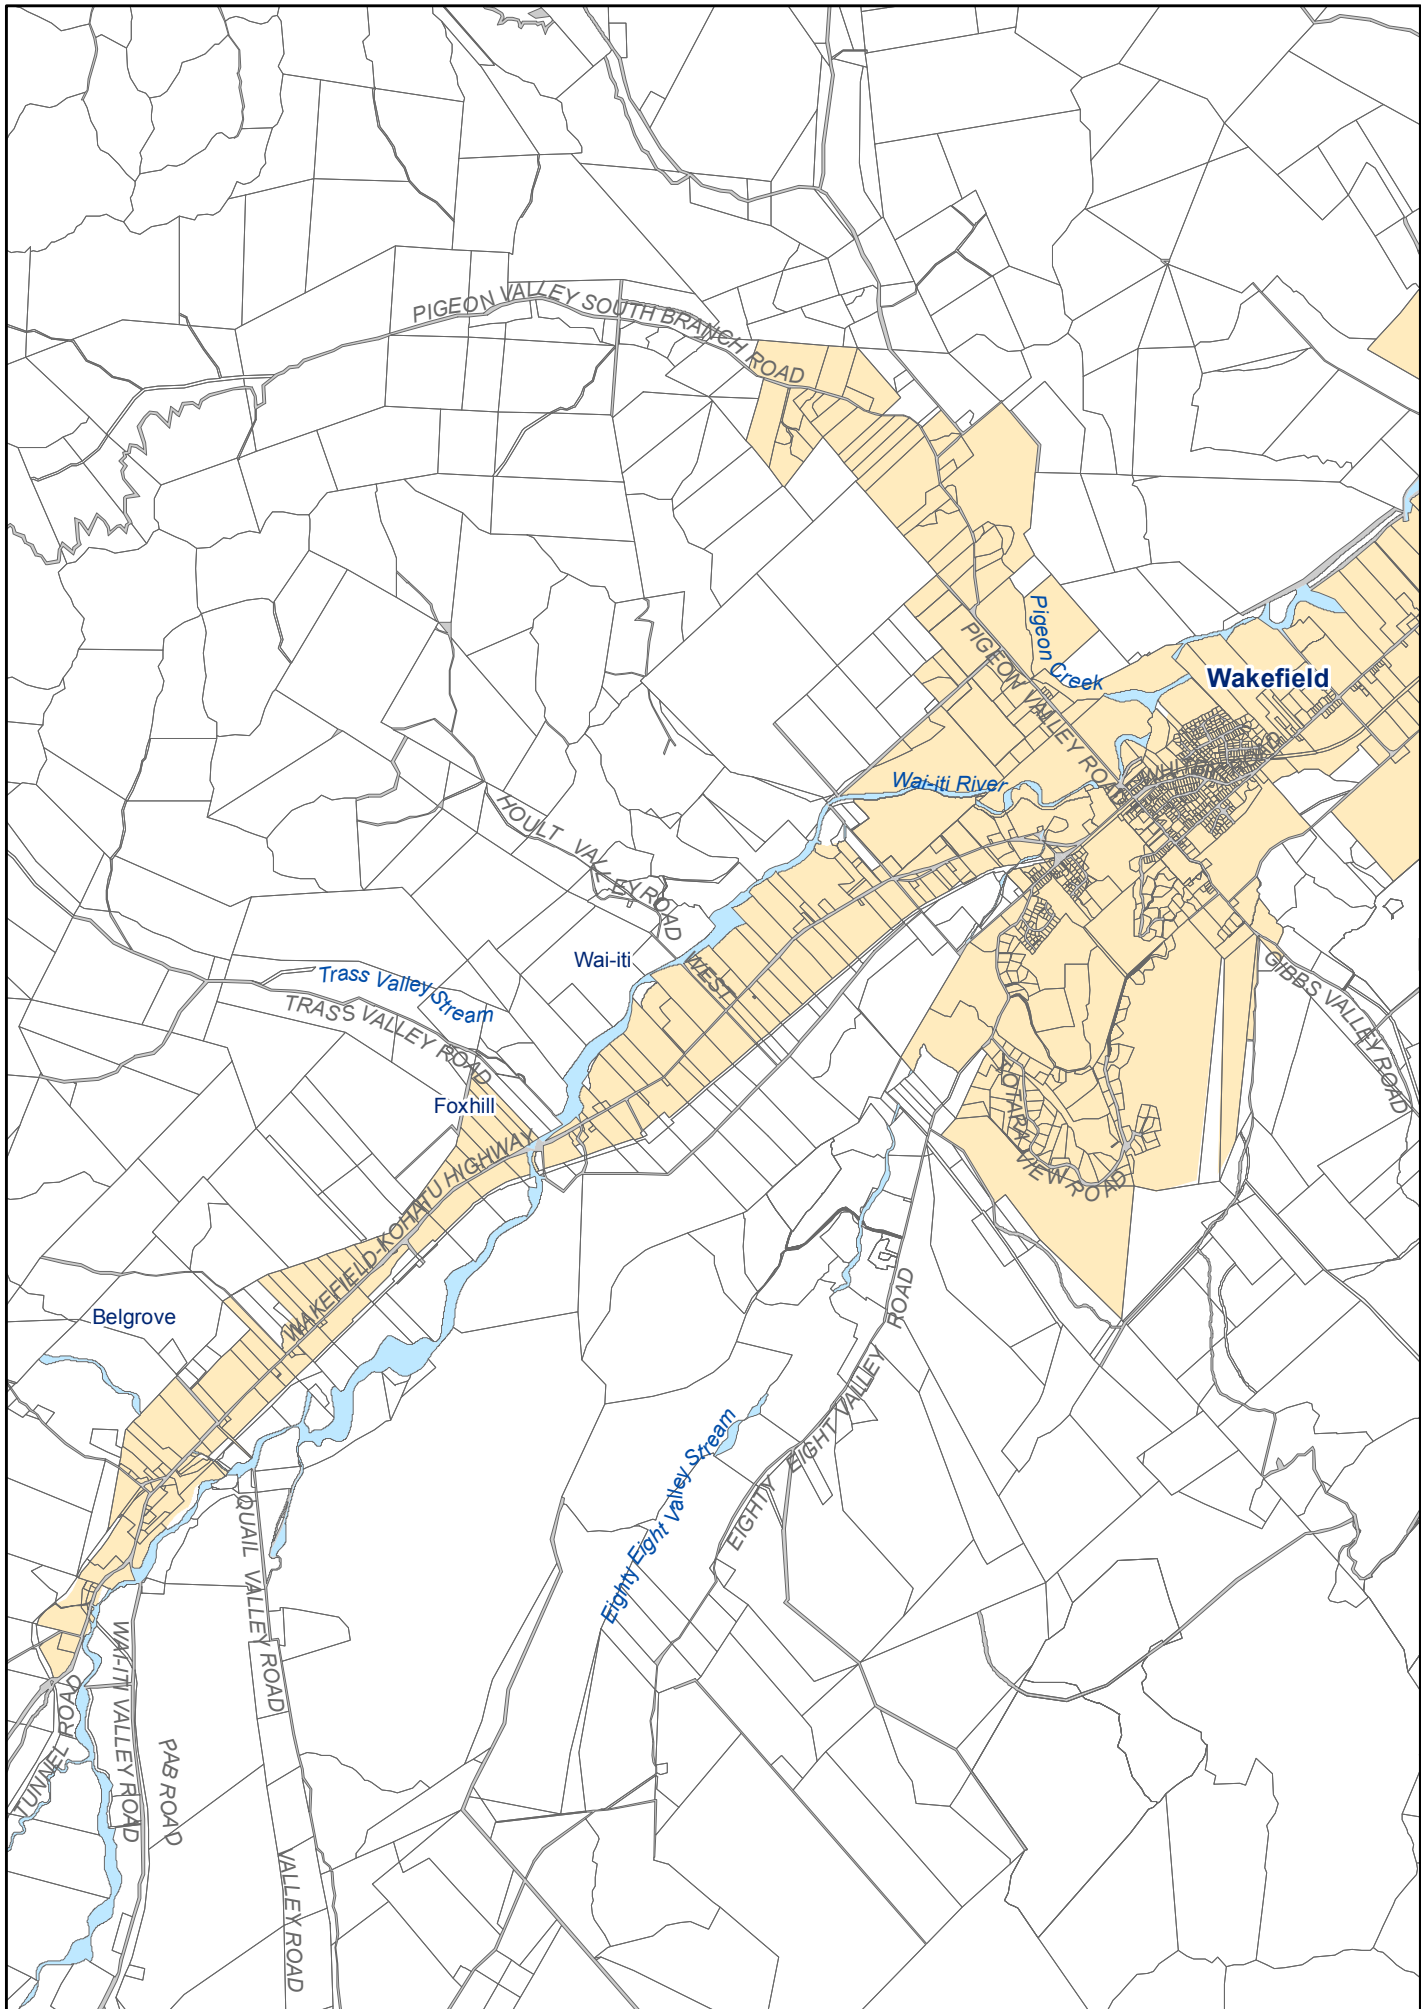 PIGEON VALLEY SOUTH BRANCH ROAD
Pigeon Creek
PIGEON VALLEY ROAD
Wakefield
Wai-iti River
HOULT VALLEY ROAD
Wai-iti
WEST
Trass Valley Stream
TRASS VALLEY ROAD
GIBBS VALLEY ROAD
Foxhill
TOTARA VIEW ROAD
WAKEFIELD-KOHATU HIGHWAY
Belgrove
EIGHTY EIGHT VALLEY ROAD
Eighty Eight Valley Stream
QUAIL VALLEY ROAD
WAI-ITI VALLEY ROAD
TUNNEL ROAD
PAB ROAD
VALLEY ROAD